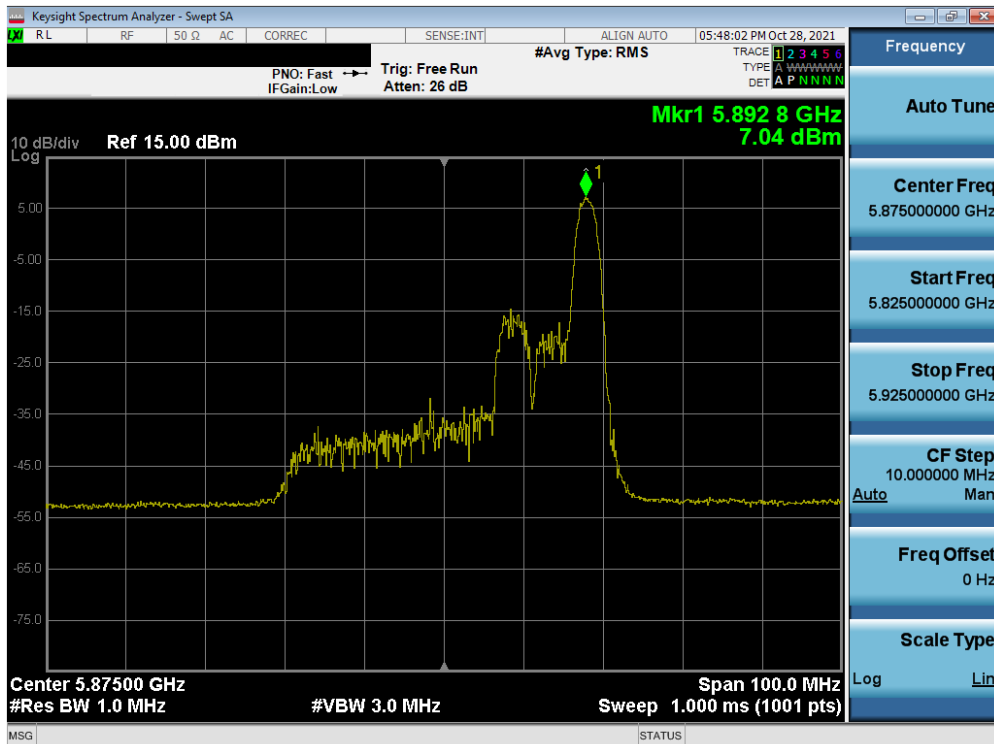 Keysight Spectrum Analyzer - Swept SA
LXI RL RF 50 Ω AC CORREC SENSE:INT ALIGN AUTO 05:48:02 PM Oct 28, 2021
#Avg Type: RMS
TRACE 1 2 3 4 5 6
TYPE A WWWWW
DET A P N N N N
PNO: Fast
IFGain:Low
Trig: Free Run
Atten: 26 dB
Mkr1 5.892 8 GHz
7.04 dBm
10 dB/div
Log
Ref 15.00 dBm
1
5.00
-5.00
-15.0
-25.0
-35.0
-45.0
-55.0
-65.0
-75.0
Center 5.87500 GHz
Span 100.0 MHz
#Res BW 1.0 MHz
#VBW 3.0 MHz
Sweep 1.000 ms (1001 pts)
MSG
STATUS
Frequency
Auto Tune
Center Freq
5.875000000 GHz
Start Freq
5.825000000 GHz
Stop Freq
5.925000000 GHz
CF Step
10.000000 MHz
Auto Man
Freq Offset
0 Hz
Scale Type
Log Lin